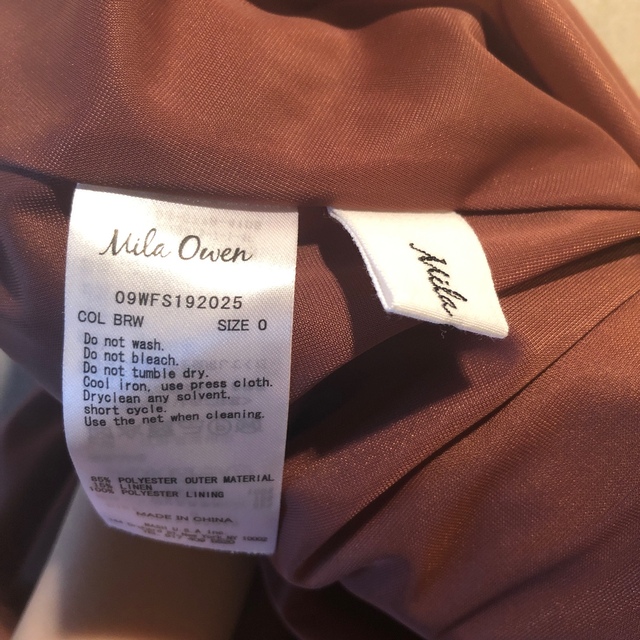 Mila Owen
09WFS192025
COL BRW SIZE 0
Do not wash.
Do not bleach.
Do not tumble dry.
Cool iron, use press cloth.
Dryclean any solvent.
short cycle.
Use the net when cleaning.
POLYESTER OUTER MATERIAL
LINEN
100% POLYESTER LINING
MADE IN CHINA
Mila